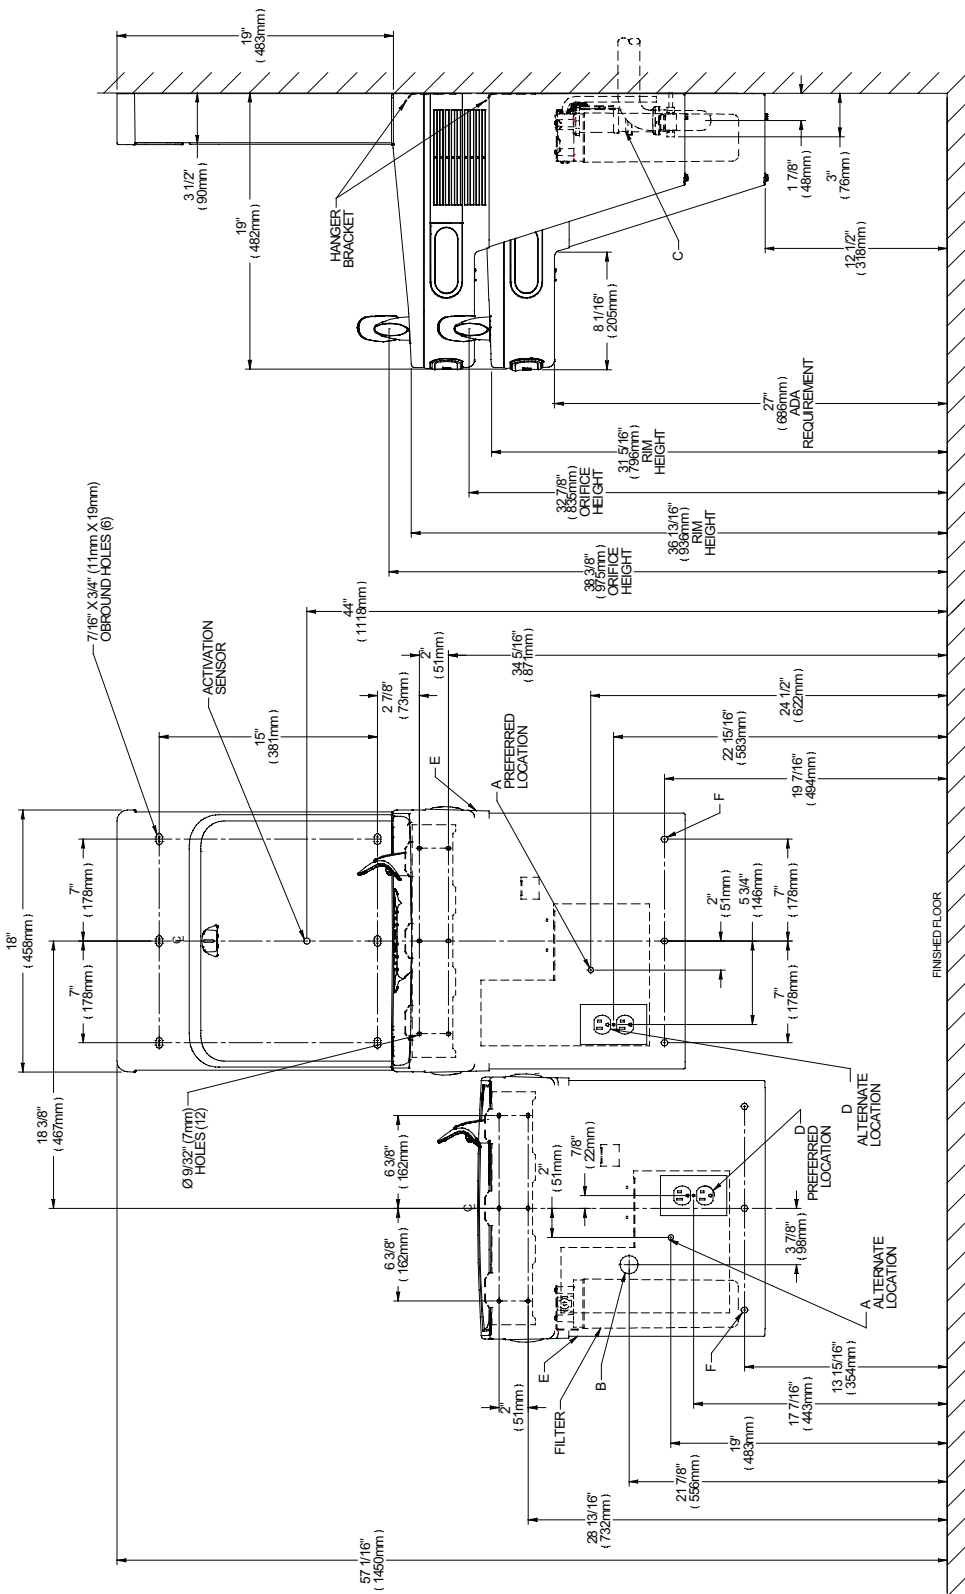 19"
(483mm)
3 1/2"
(90mm)
19"
(482mm)
HANGER
BRACKET
C
1 7/8"
(48mm)
3"
(76mm)
12 1/2"
(318mm)
8 1/16"
(205mm)
27"
(686mm)
ADA
REQUIREMENT
31 5/16"
(796mm)
RIM
HEIGHT
32 7/8"
(835mm)
ORIFICE
HEIGHT
36 13/16"
(936mm)
RIM
HEIGHT
38 3/8"
(975mm)
ORIFICE
HEIGHT
7/16" X 3/4" (11mm X 19mm)
OBROUND HOLES (6)
ACTIVATION
SENSOR
44"
(1118mm)
15"
(381mm)
2 7/8"
(73mm)
2"
(51mm)
34 5/16"
(871mm)
E
A
PREFERRED
LOCATION
24 1/2"
(622mm)
22 15/16"
(583mm)
19 7/16"
(494mm)
F
18"
(458mm)
7"
(178mm)
7"
(178mm)
CL
2"
(51mm)
5 3/4"
(146mm)
7"
(178mm)
7"
(178mm)
FINISHED FLOOR
18 3/8"
(467mm)
Ø 9/32" (7mm)
HOLES (12)
6 3/8"
(162mm)
6 3/8"
(162mm)
CL
2"
(51mm)
7/8"
(22mm)
D
PREFERRED
LOCATION
D
ALTERNATE
LOCATION
3 7/8"
(98mm)
A
ALTERNATE
LOCATION
2"
(51mm)
FILTER
E
B
F
13 15/16"
(354mm)
17 7/16"
(443mm)
19"
(483mm)
21 7/8"
(556mm)
28 13/16"
(732mm)
57 1/16"
(1450mm)